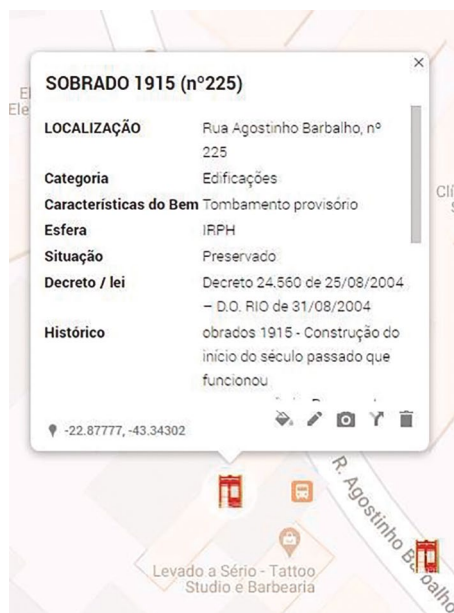 SOBRADO 1915 (nº225)
LOCALIZAÇÃO Rua Agostinho Barbalho, nº
225
Categoria Edificações
Características do Bem Tombamento provisório
Esfera IRPH
Situação Preservado
Decreto / lei Decreto 24.560 de 25/08/2004
– D.O. RIO de 31/08/2004
Histórico obrados 1915 - Construção do
início do século passado que
funcionou
-22.87777, -43.34302
R. Agostinho Barbalho
Levado a Sério - Tattoo
Studio e Barbearia